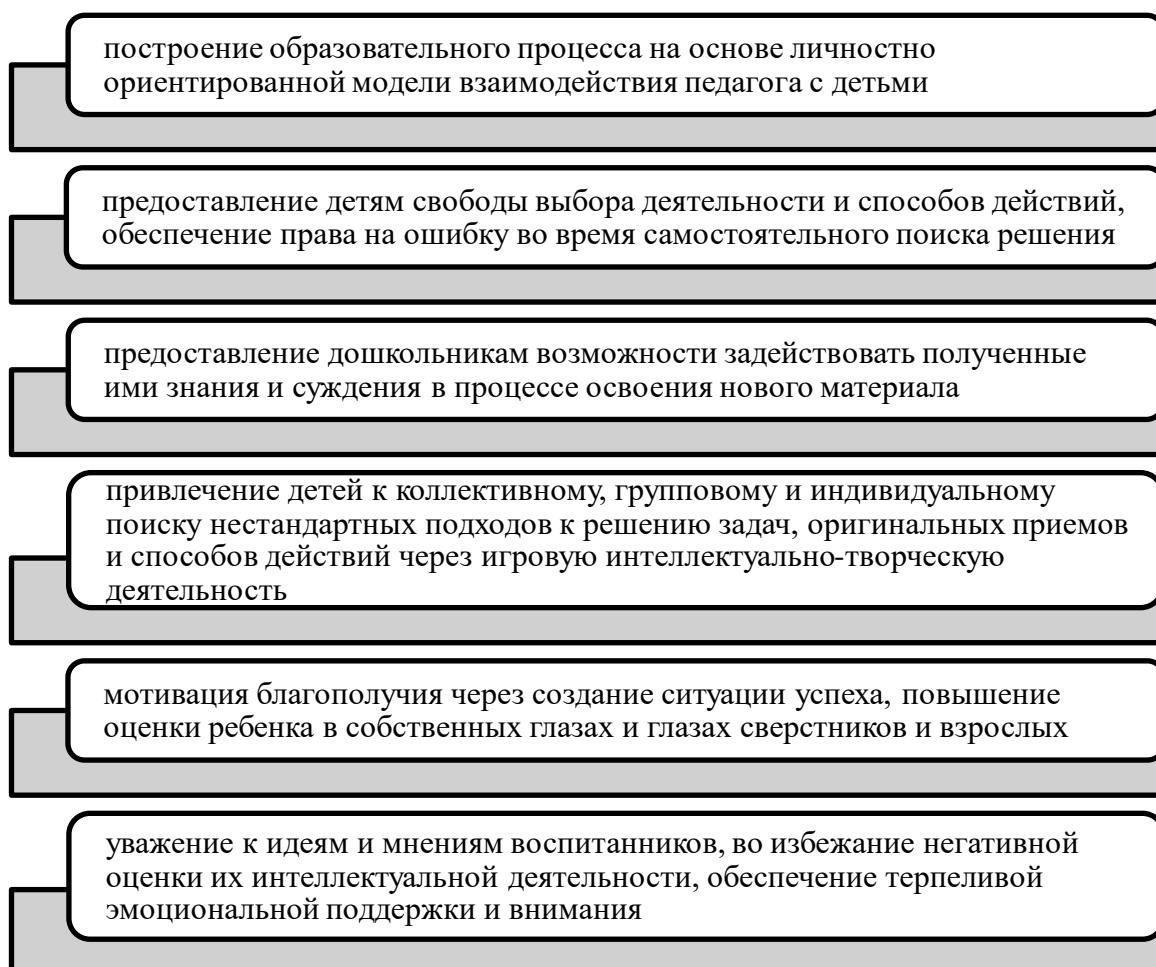 построение образовательного процесса на основе личностно
ориентированной модели взаимодействия педагога с детьми
предоставление детям свободы выбора деятельности и способов действий,
обеспечение права на ошибку во время самостоятельного поиска решения
предоставление дошкольникам возможности задействовать полученные
ими знания и суждения в процессе освоения нового материала
привлечение детей к коллективному, групповому и индивидуальному
поиску нестандартных подходов к решению задач, оригинальных приемов
и способов действий через игровую интеллектуально-творческую
деятельность
мотивация благополучия через создание ситуации успеха, повышение
оценки ребенка в собственных глазах и глазах сверстников и взрослых
уважение к идеям и мнениям воспитанников, во избежание негативной
оценки их интеллектуальной деятельности, обеспечение терпеливой
эмоциональной поддержки и внимания